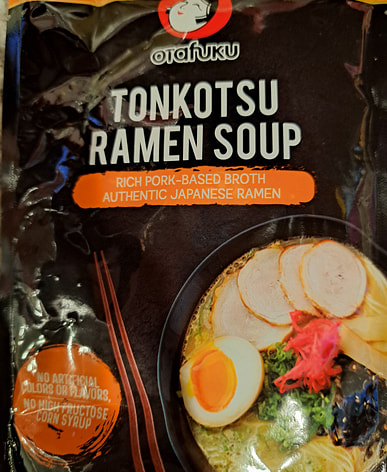 OTAFUKU
TONKOTSU
RAMEN SOUP
RICH PORK-BASED BROTH
AUTHENTIC JAPANESE RAMEN
NO ARTIFICIAL
COLORS OR FLAVORS,
NO HIGH FRUCTOSE
CORN SYRUP